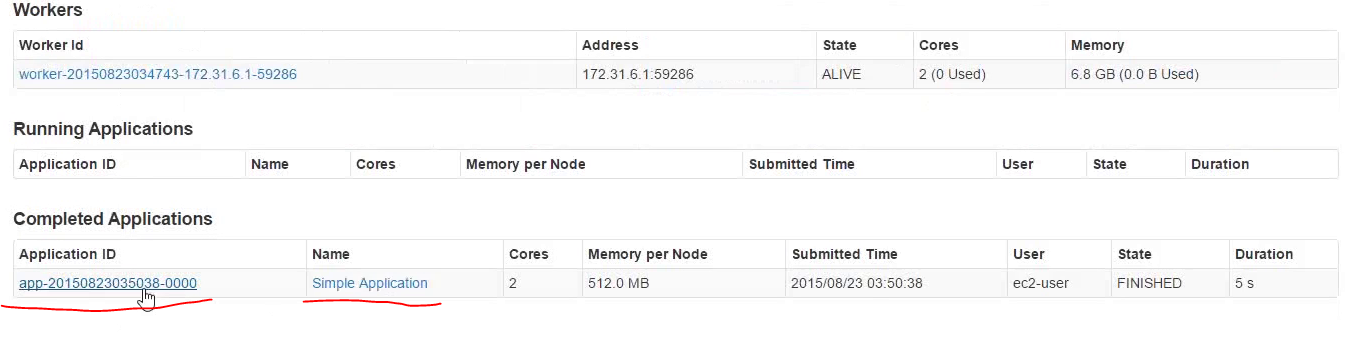 Workers
Worker Id Address State Cores Memory
worker-20150823034743-172.31.6.1-59286 172.31.6.1:59286 ALIVE 2 (0 Used) 6.8 GB (0.0 B Used)
Running Applications
Application ID Name Cores Memory per Node Submitted Time User State Duration
Completed Applications
Application ID Name Cores Memory per Node Submitted Time User State Duration
app-20150823035038-0000 Simple Application 2 512.0 MB 2015/08/23 03:50:38 ec2-user FINISHED 5 s